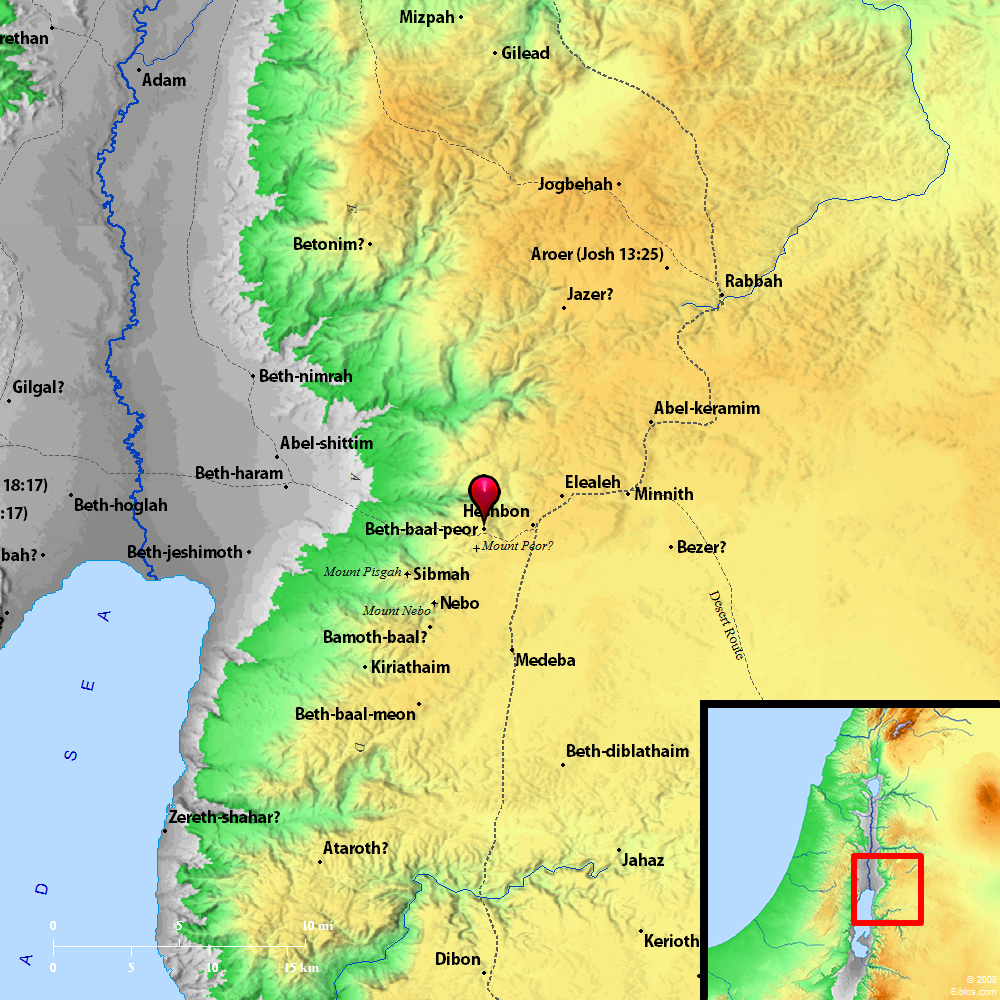 Mizpah
rethan
Gilead
Adam
Jogbehah
E
Betonim?
Aroer (Josh 13:25)
Rabbah
Jazer?
Beth-nimrah
Gilgal?
Abel-keramim
Abel-shittim
Beth-haram
A
18:17)
Elealeh
Minnith
Beth-hoglah
:17)
Beth-baal-peor
Mount Peor?
bah?
Beth-jeshimoth
Bezer?
Mount Pisgah
Sibmah
Nebo
Mount Nebo
Desert Route
Bamoth-baal?
Medeba
Kiriathaim
Beth-baal-meon
D
Beth-diblathaim
Zereth-shahar?
Ataroth?
Jahaz
D E A D S E A
0 5 10 mi
0 5 10 15 km
Kerioth
Dibon
© 2008
Biblos.com